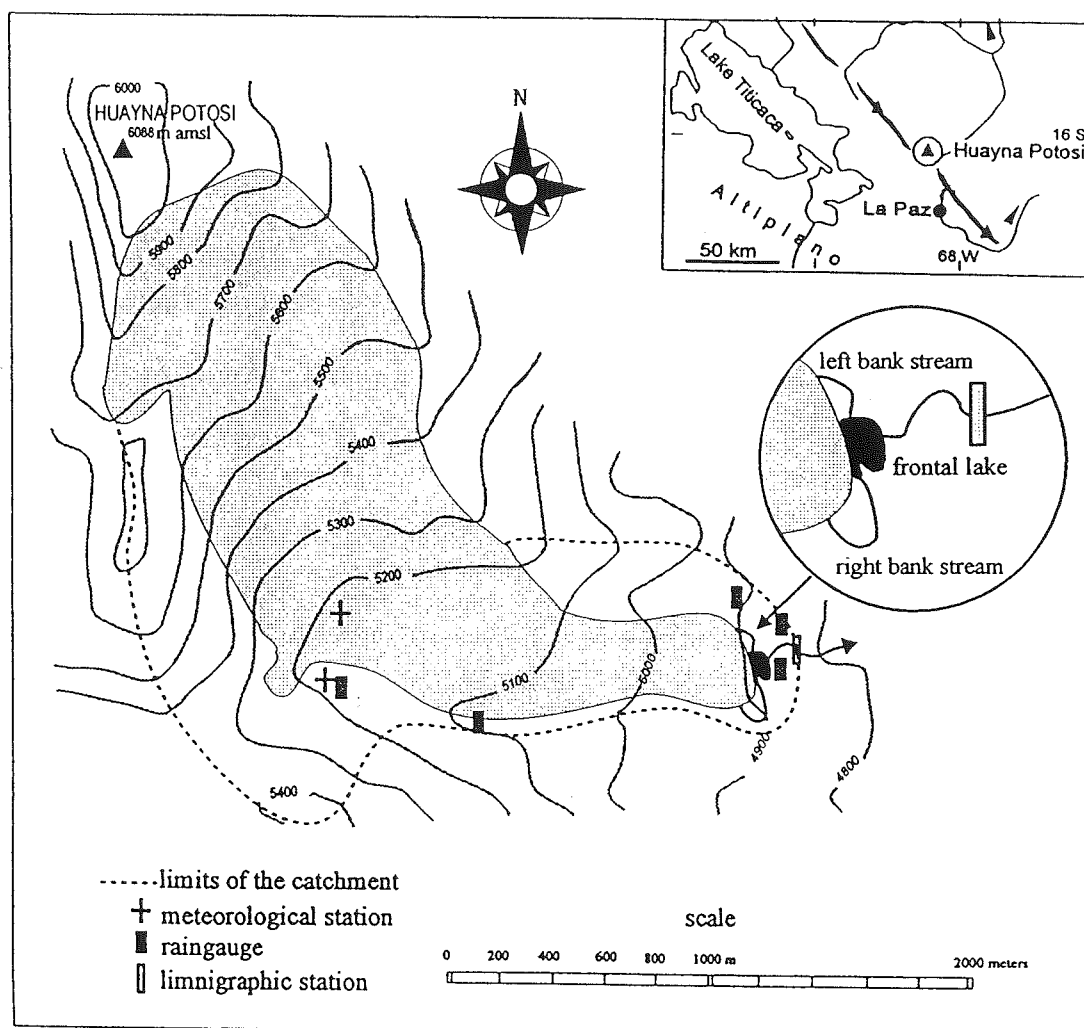 6000
HUAYNA POTOSI
6088 m amsl
N
Lake Titicaca
16 S
Huayna Potosi
La Paz
Altiplano
50 km
68 W
5900
5800
5700
5600
5500
5400
5300
5200
5100
5000
4900
4800
5400
left bank stream
frontal lake
right bank stream
limits of the catchment
meteorological station
raingauge
limnigraphic station
scale
0 200 400 600 800 1000 m 2000 meters